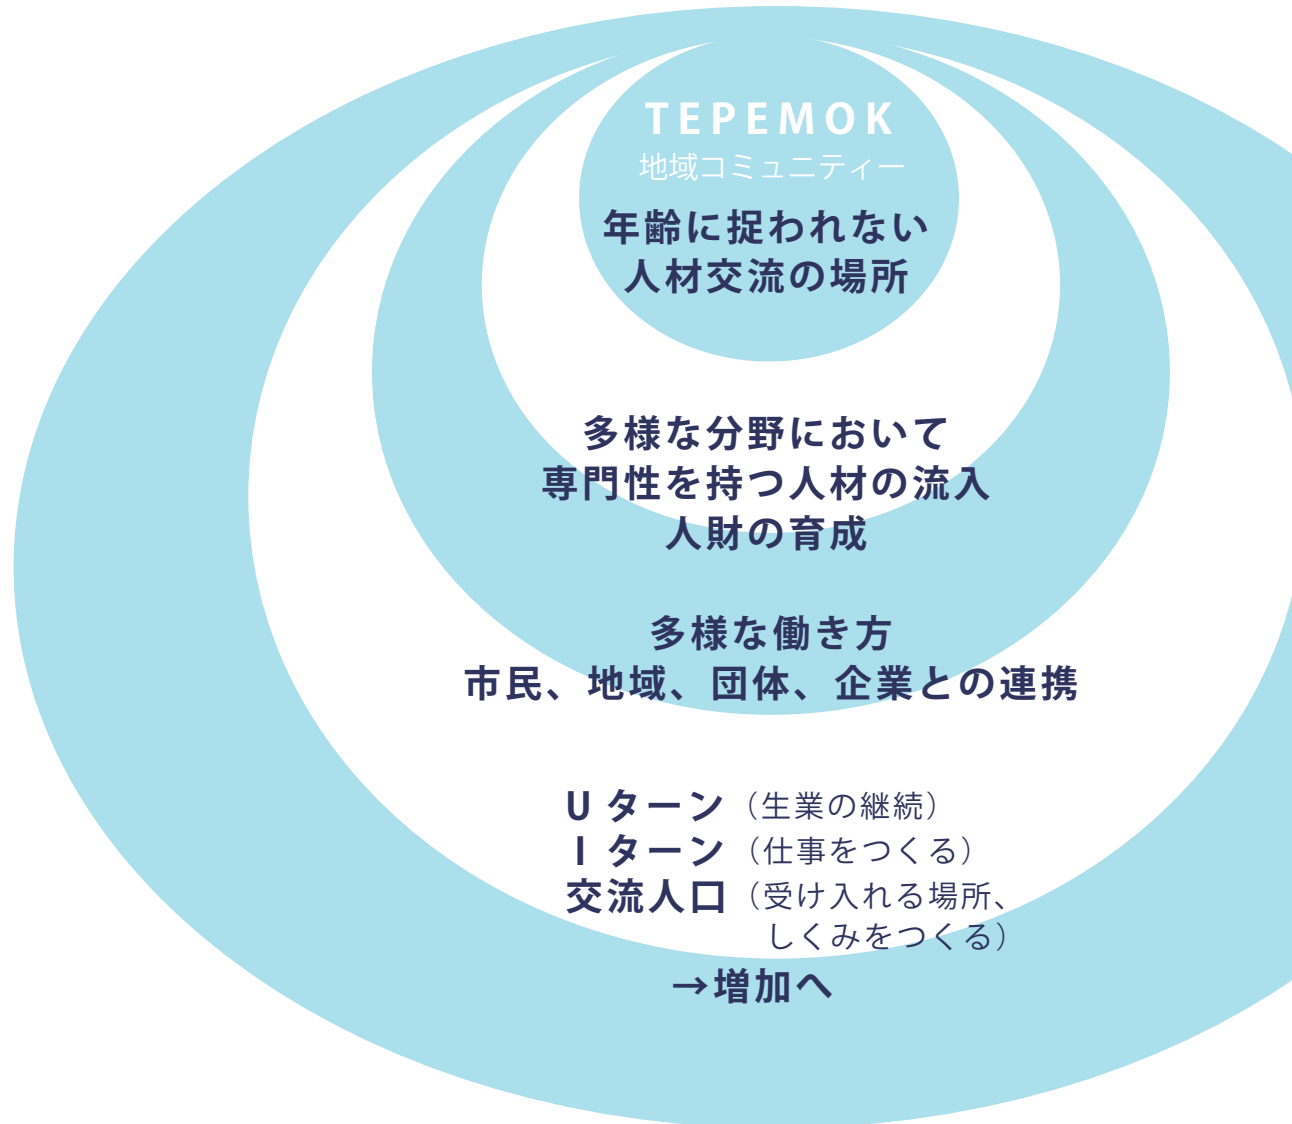 TEPEMOK
地域コミュニティー
年齢に捉われない
人材交流の場所
多様な分野において
専門性を持つ人材の流入
人財の育成
多様な働き方
市民、地域、団体、企業との連携
U ターン（生業の継続）
I ターン（仕事をつくる）
交流人口（受け入れる場所、
しくみをつくる）
→増加へ